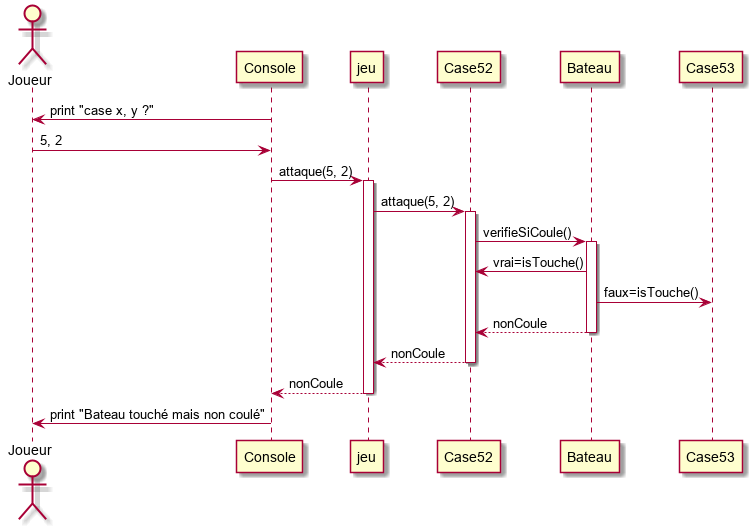 Joueur
Console
jeu
Case52
Bateau
Case53
print "case x, y ?"
5, 2
attaque(5, 2)
attaque(5, 2)
verifieSiCoule()
vrai=isTouche()
faux=isTouche()
nonCoule
nonCoule
nonCoule
print "Bateau touché mais non coulé"
Joueur
Console
jeu
Case52
Bateau
Case53